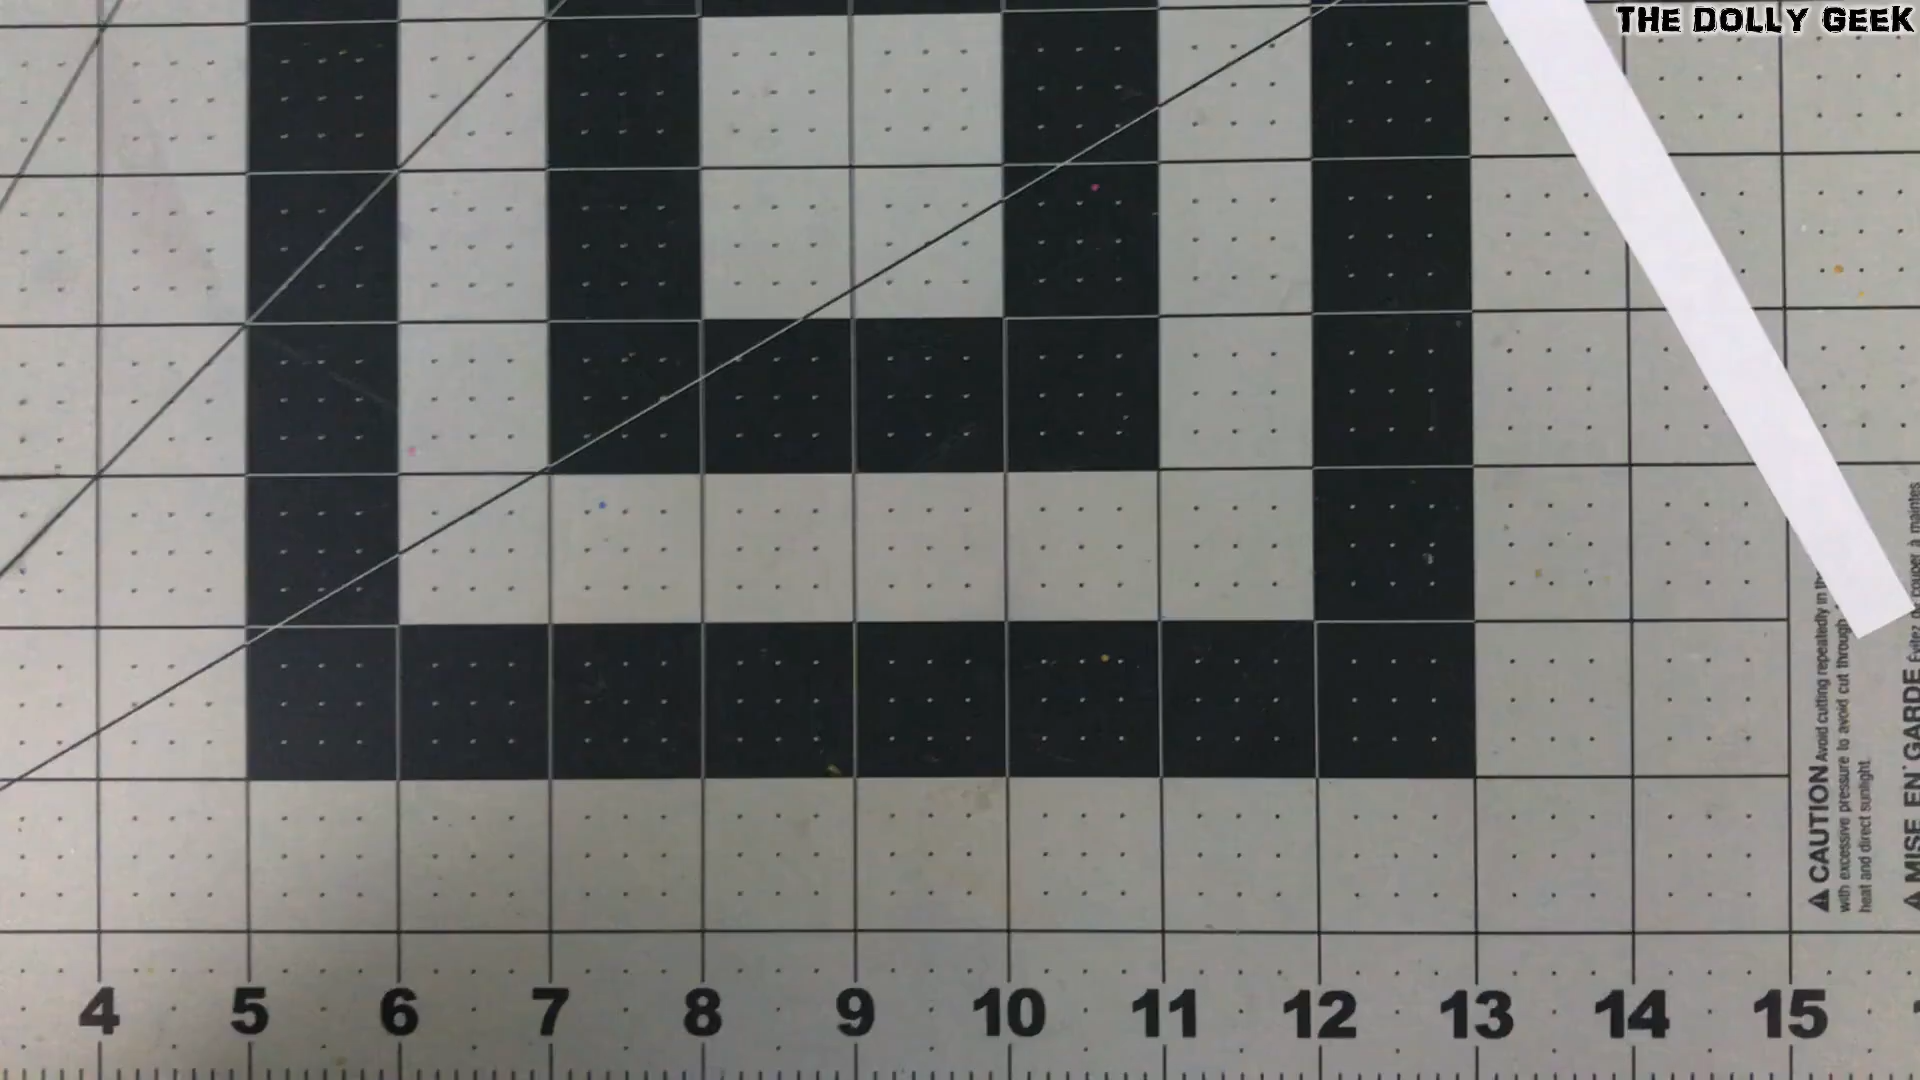 THE DOLLY GEEK
CAUTION Avoid cutting repeatedly in th
with excessive pressure to avoid cut through
heat and direct sunlight.
MISE EN GARDE Évitez de couper à maintes
4 5 6 7 8 9 10 11 12 13 14 15